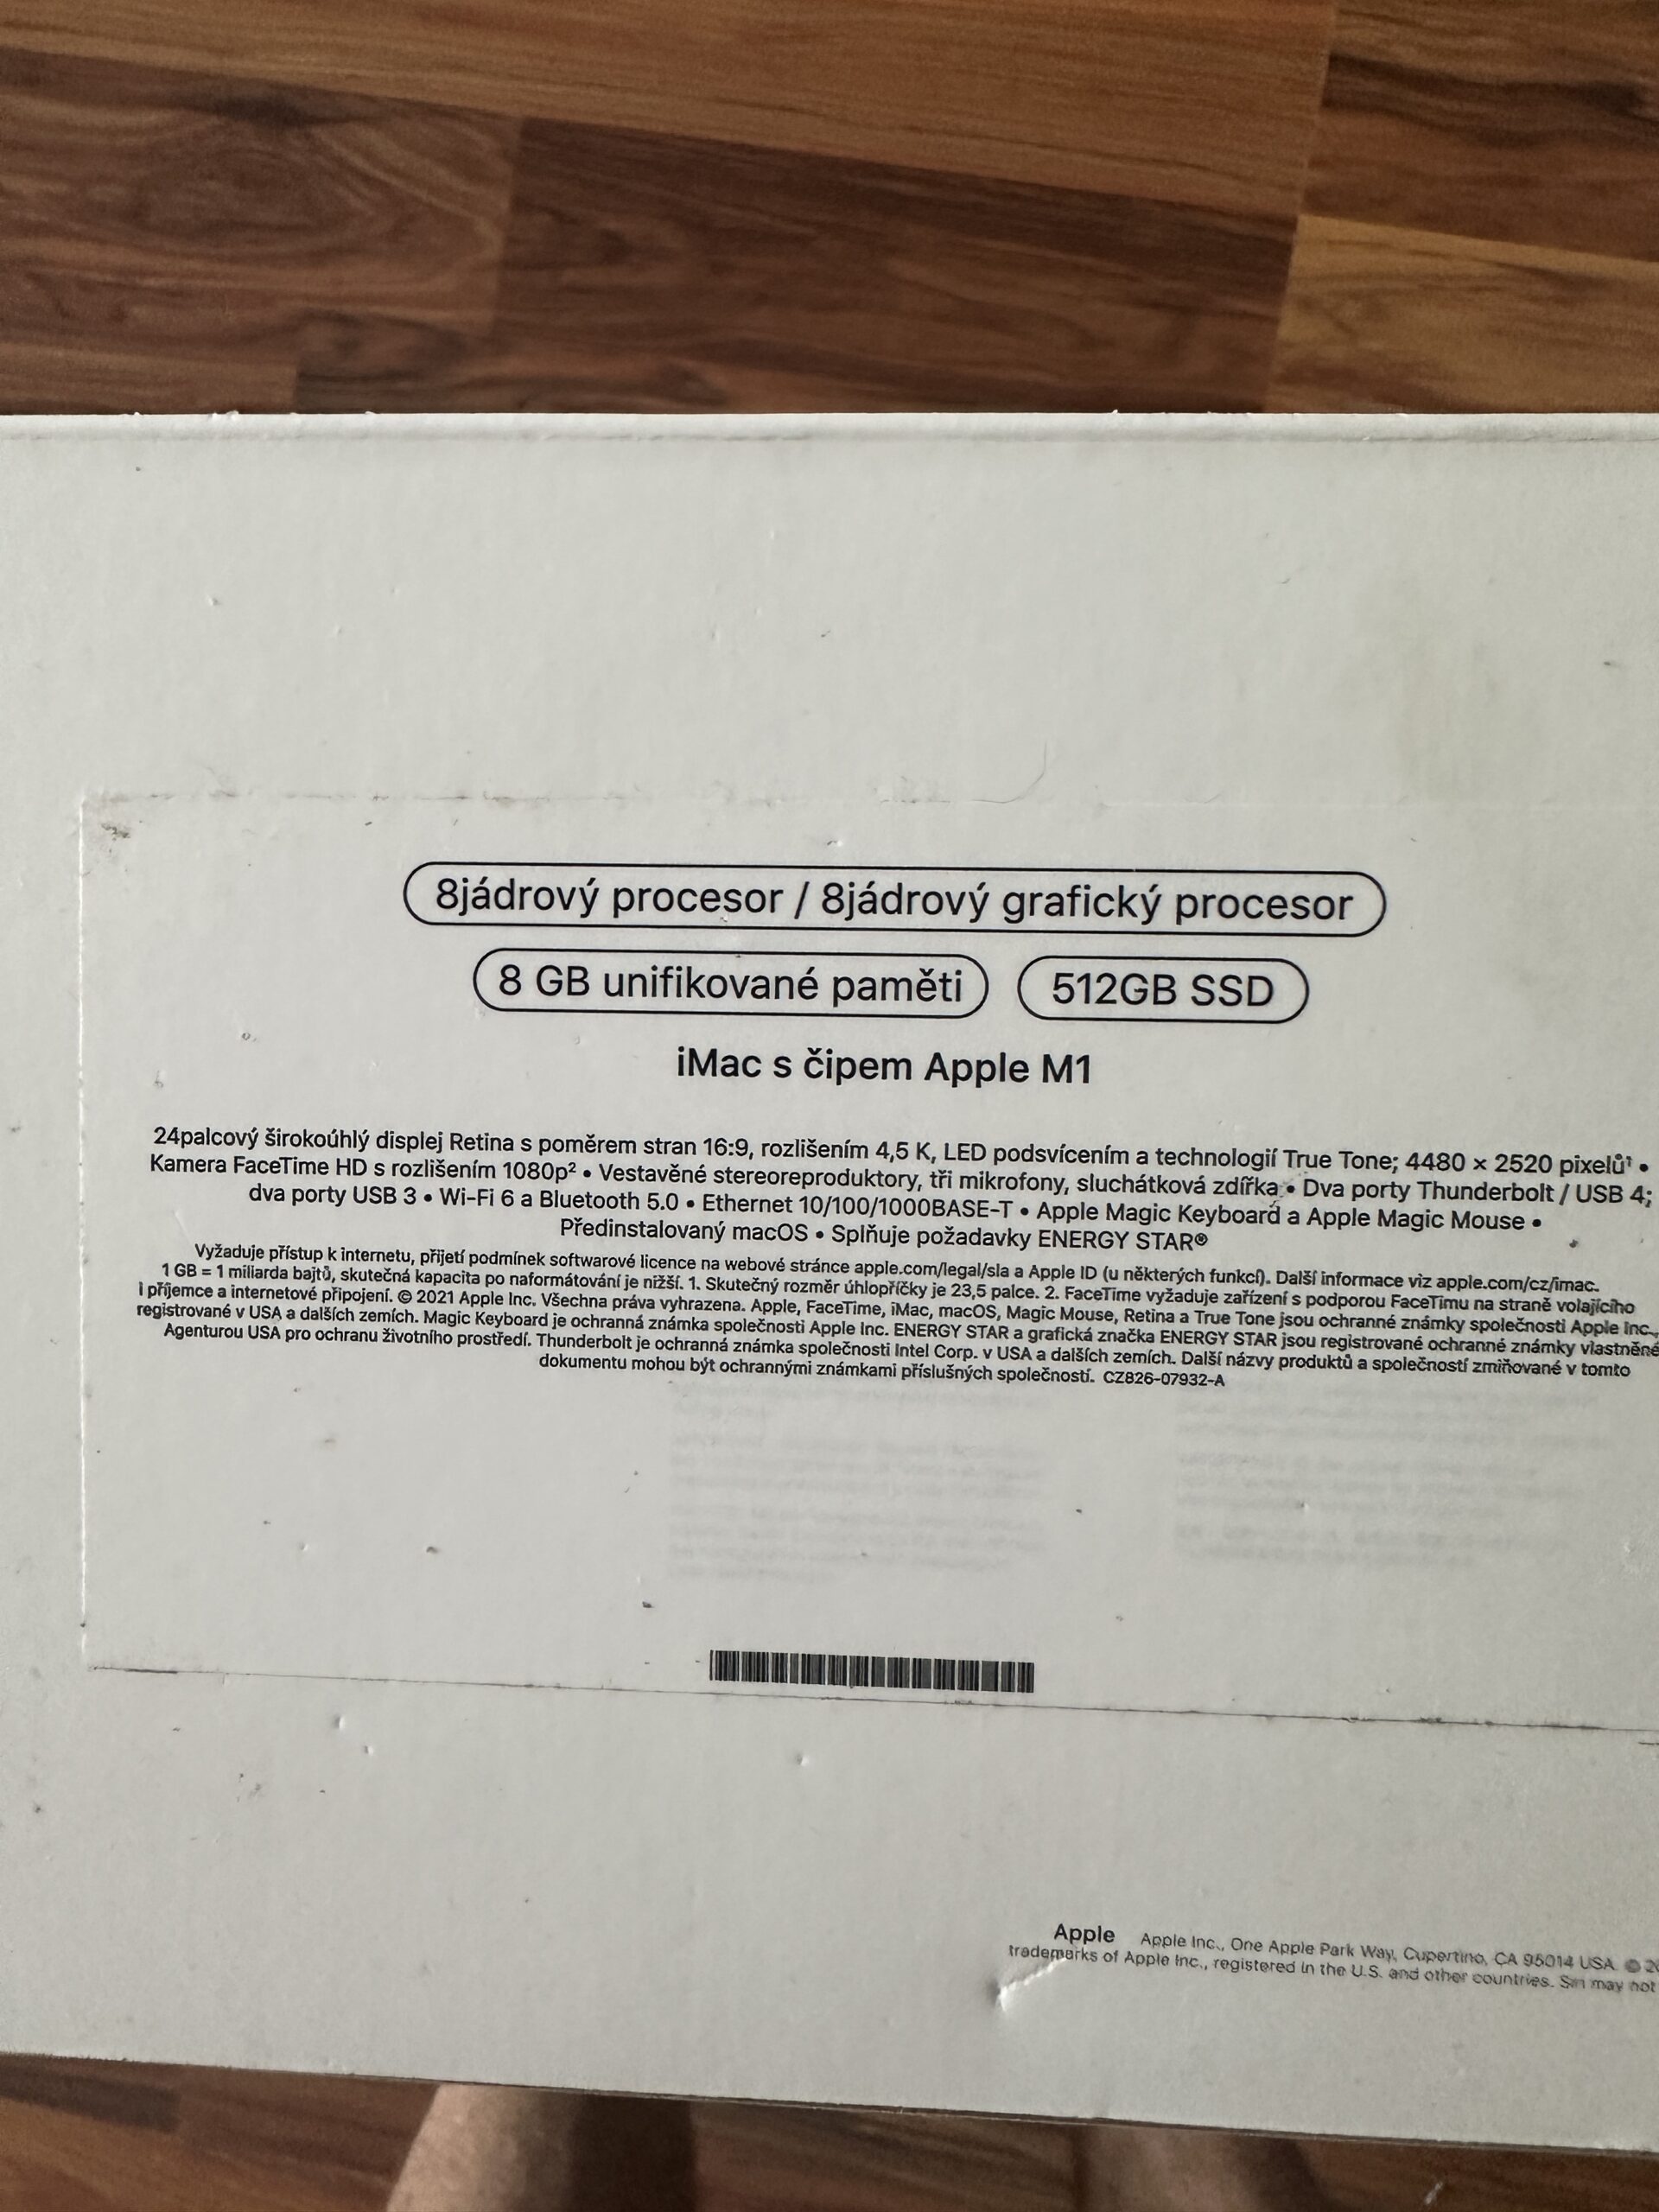 8jádrový procesor / 8jádrový grafický procesor
8 GB unifikované paměti 512GB SSD
iMac s čipem Apple M1
24palcový širokoúhlý displej Retina s poměrem stran 16:9, rozlišením 4,5 K, LED podsvícením a technologií True Tone; 4480 × 2520 pixelů¹ •
Kamera FaceTime HD s rozlišením 1080p² • Vestavěné stereoreproduktory, tři mikrofony, sluchátková zdířka • Dva porty Thunderbolt / USB 4;
dva porty USB 3 • Wi-Fi 6 a Bluetooth 5.0 • Ethernet 10/100/1000BASE-T • Apple Magic Keyboard a Apple Magic Mouse •
Předinstalovaný macOS • Splňuje požadavky ENERGY STAR®
Vyžaduje přístup k internetu, přijetí podmínek softwarové licence na webové stránce apple.com/legal/sla a Apple ID (u některých funkcí). Další informace viz apple.com/cz/imac.
1 GB = 1 miliarda bajtů, skutečná kapacita po naformátování je nižší. 1. Skutečný rozměr úhlopříčky je 23,5 palce. 2. FaceTime vyžaduje zařízení s podporou FaceTimu na straně volajícího
i příjemce a internetové připojení. © 2021 Apple Inc. Všechna práva vyhrazena. Apple, FaceTime, iMac, macOS, Magic Mouse, Retina a True Tone jsou ochranné známky společnosti Apple Inc.,
registrované v USA a dalších zemích. Magic Keyboard je ochranná známka společnosti Apple Inc. ENERGY STAR a grafická značka ENERGY STAR jsou registrované ochranné známky vlastněné
Agenturou USA pro ochranu životního prostředí. Thunderbolt je ochranná známka společnosti Intel Corp. v USA a dalších zemích. Další názvy produktů a společností zmiňované v tomto
dokumentu mohou být ochrannými známkami příslušných společností. CZ826-07932-A
Apple Apple Inc., One Apple Park Way, Cupertino, CA 95014 USA. ©
trademarks of Apple Inc., registered in the U.S. and other countries. may not